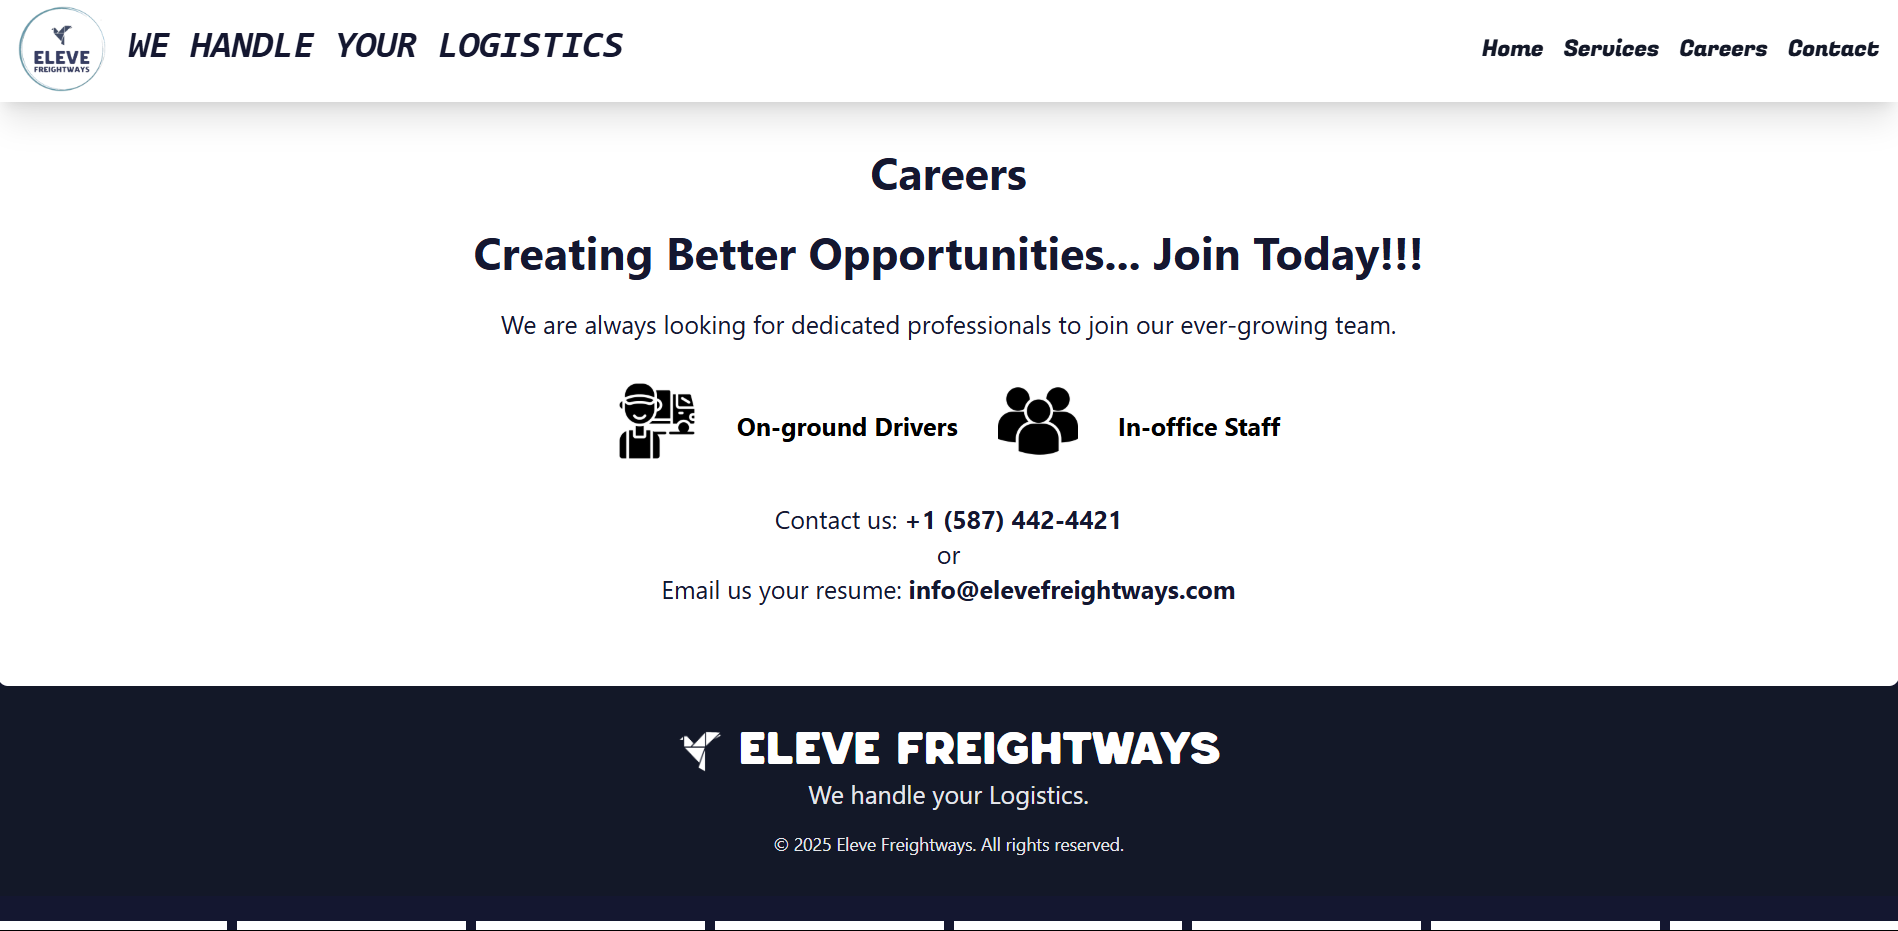 ELEVE
FREIGHTWAYS
WE HANDLE YOUR LOGISTICS
Home Services Careers Contact
Careers
Creating Better Opportunities... Join Today!!!
We are always looking for dedicated professionals to join our ever-growing team.
On-ground Drivers In-office Staff
Contact us: +1 (587) 442-4421
or
Email us your resume: info@elevefreightways.com
ELEVE FREIGHTWAYS
We handle your Logistics.
© 2025 Eleve Freightways. All rights reserved.